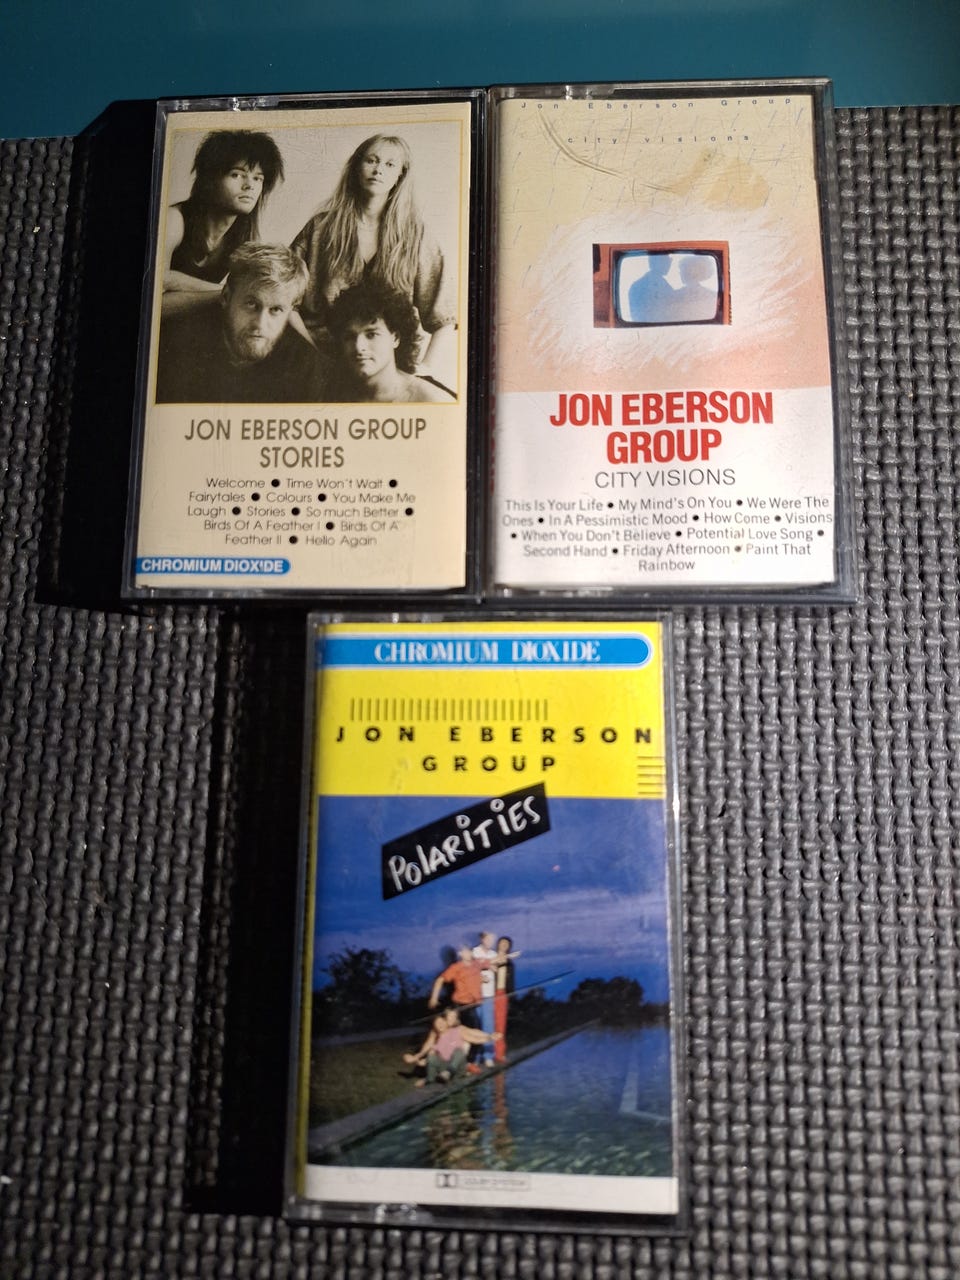 JON EBERSON GROUP
STORIES
Welcome ● Time Won't Wait ●
Fairytales ● Colours ● You Make Me
Laugh ● Stories ● So much Better ●
Birds Of A Feather I ● Birds Of A
Feather II ● Hello Again
CHROMIUM DIOXIDE
Jon Eberson Group
city visions
JON EBERSON
GROUP
CITY VISIONS
This Is Your Life ● My Mind's On You ● We Were The
Ones ● In A Pessimistic Mood ● How Come ● Visions
● When You Don't Believe ● Potential Love Song ●
Second Hand ● Friday Afternoon ● Paint That
Rainbow
CHROMIUM DIOXIDE
JON EBERSON
GROUP
POLARiTiES
DOLBY SYSTEM